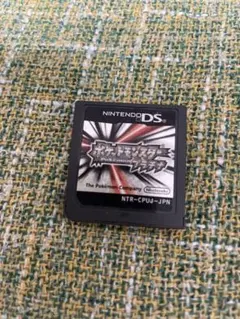 NINTENDO DS
ポケットモンスター
プラチナ
The Pokémon Company
Nintendo
NTR-CPUJ-JPN